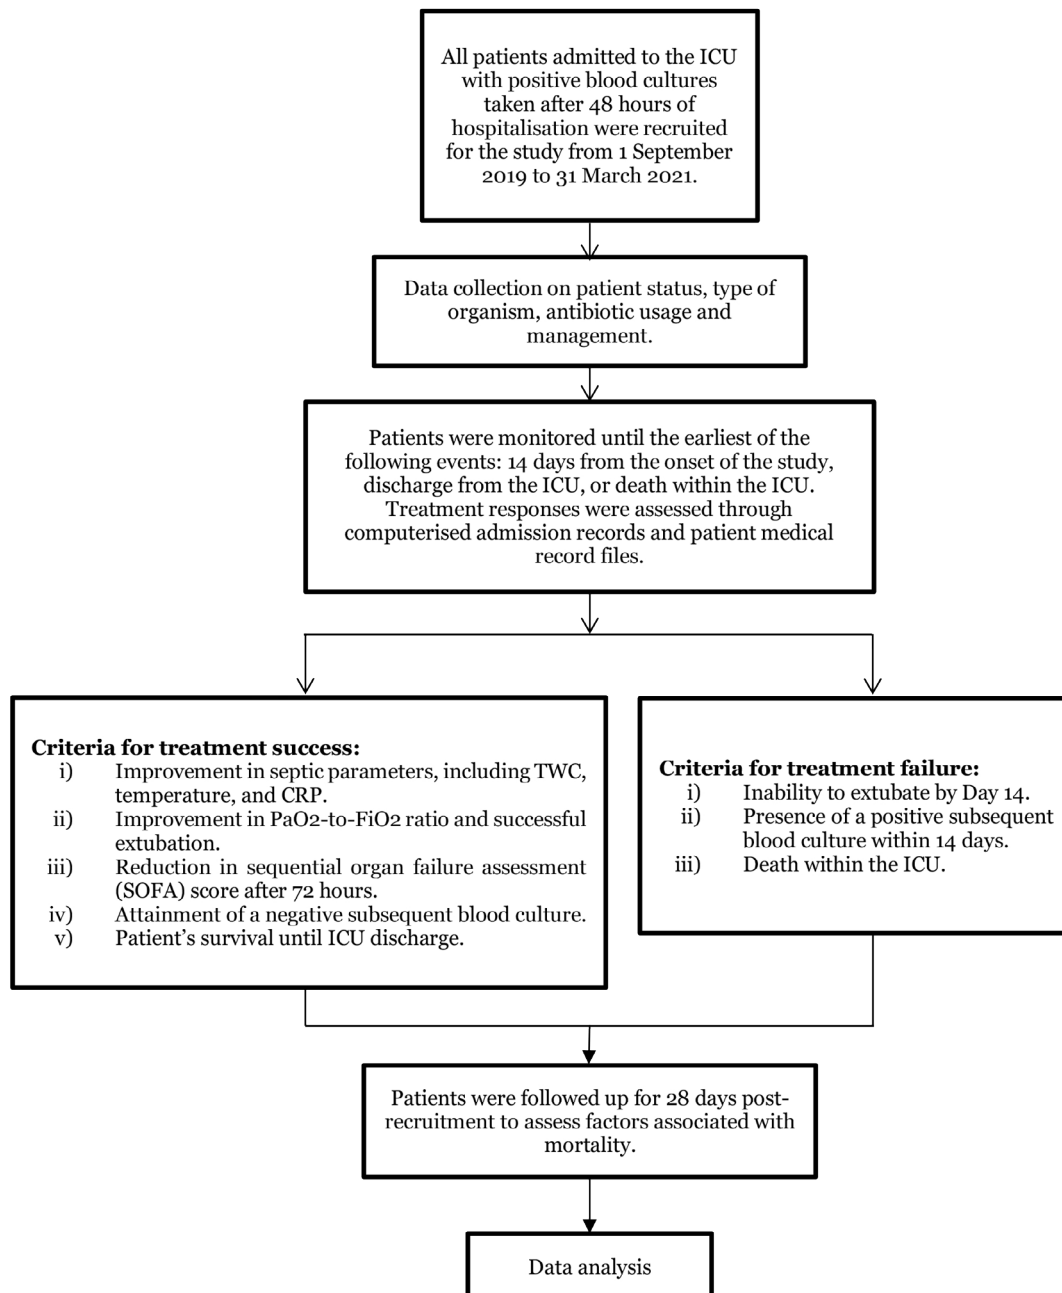 All patients admitted to the ICU
with positive blood cultures
taken after 48 hours of
hospitalisation were recruited
for the study from 1 September
2019 to 31 March 2021.
Data collection on patient status, type of
organism, antibiotic usage and
management.
Patients were monitored until the earliest of the
following events: 14 days from the onset of the study,
discharge from the ICU, or death within the ICU.
Treatment responses were assessed through
computerised admission records and patient medical
record files.
Criteria for treatment success:
i) Improvement in septic parameters, including TWC,
temperature, and CRP.
ii) Improvement in PaO2-to-FiO2 ratio and successful
extubation.
iii) Reduction in sequential organ failure assessment
(SOFA) score after 72 hours.
iv) Attainment of a negative subsequent blood culture.
v) Patient's survival until ICU discharge.
Criteria for treatment failure:
i) Inability to extubate by Day 14.
ii) Presence of a positive subsequent
blood culture within 14 days.
iii) Death within the ICU.
Patients were followed up for 28 days post-
recruitment to assess factors associated with
mortality.
Data analysis